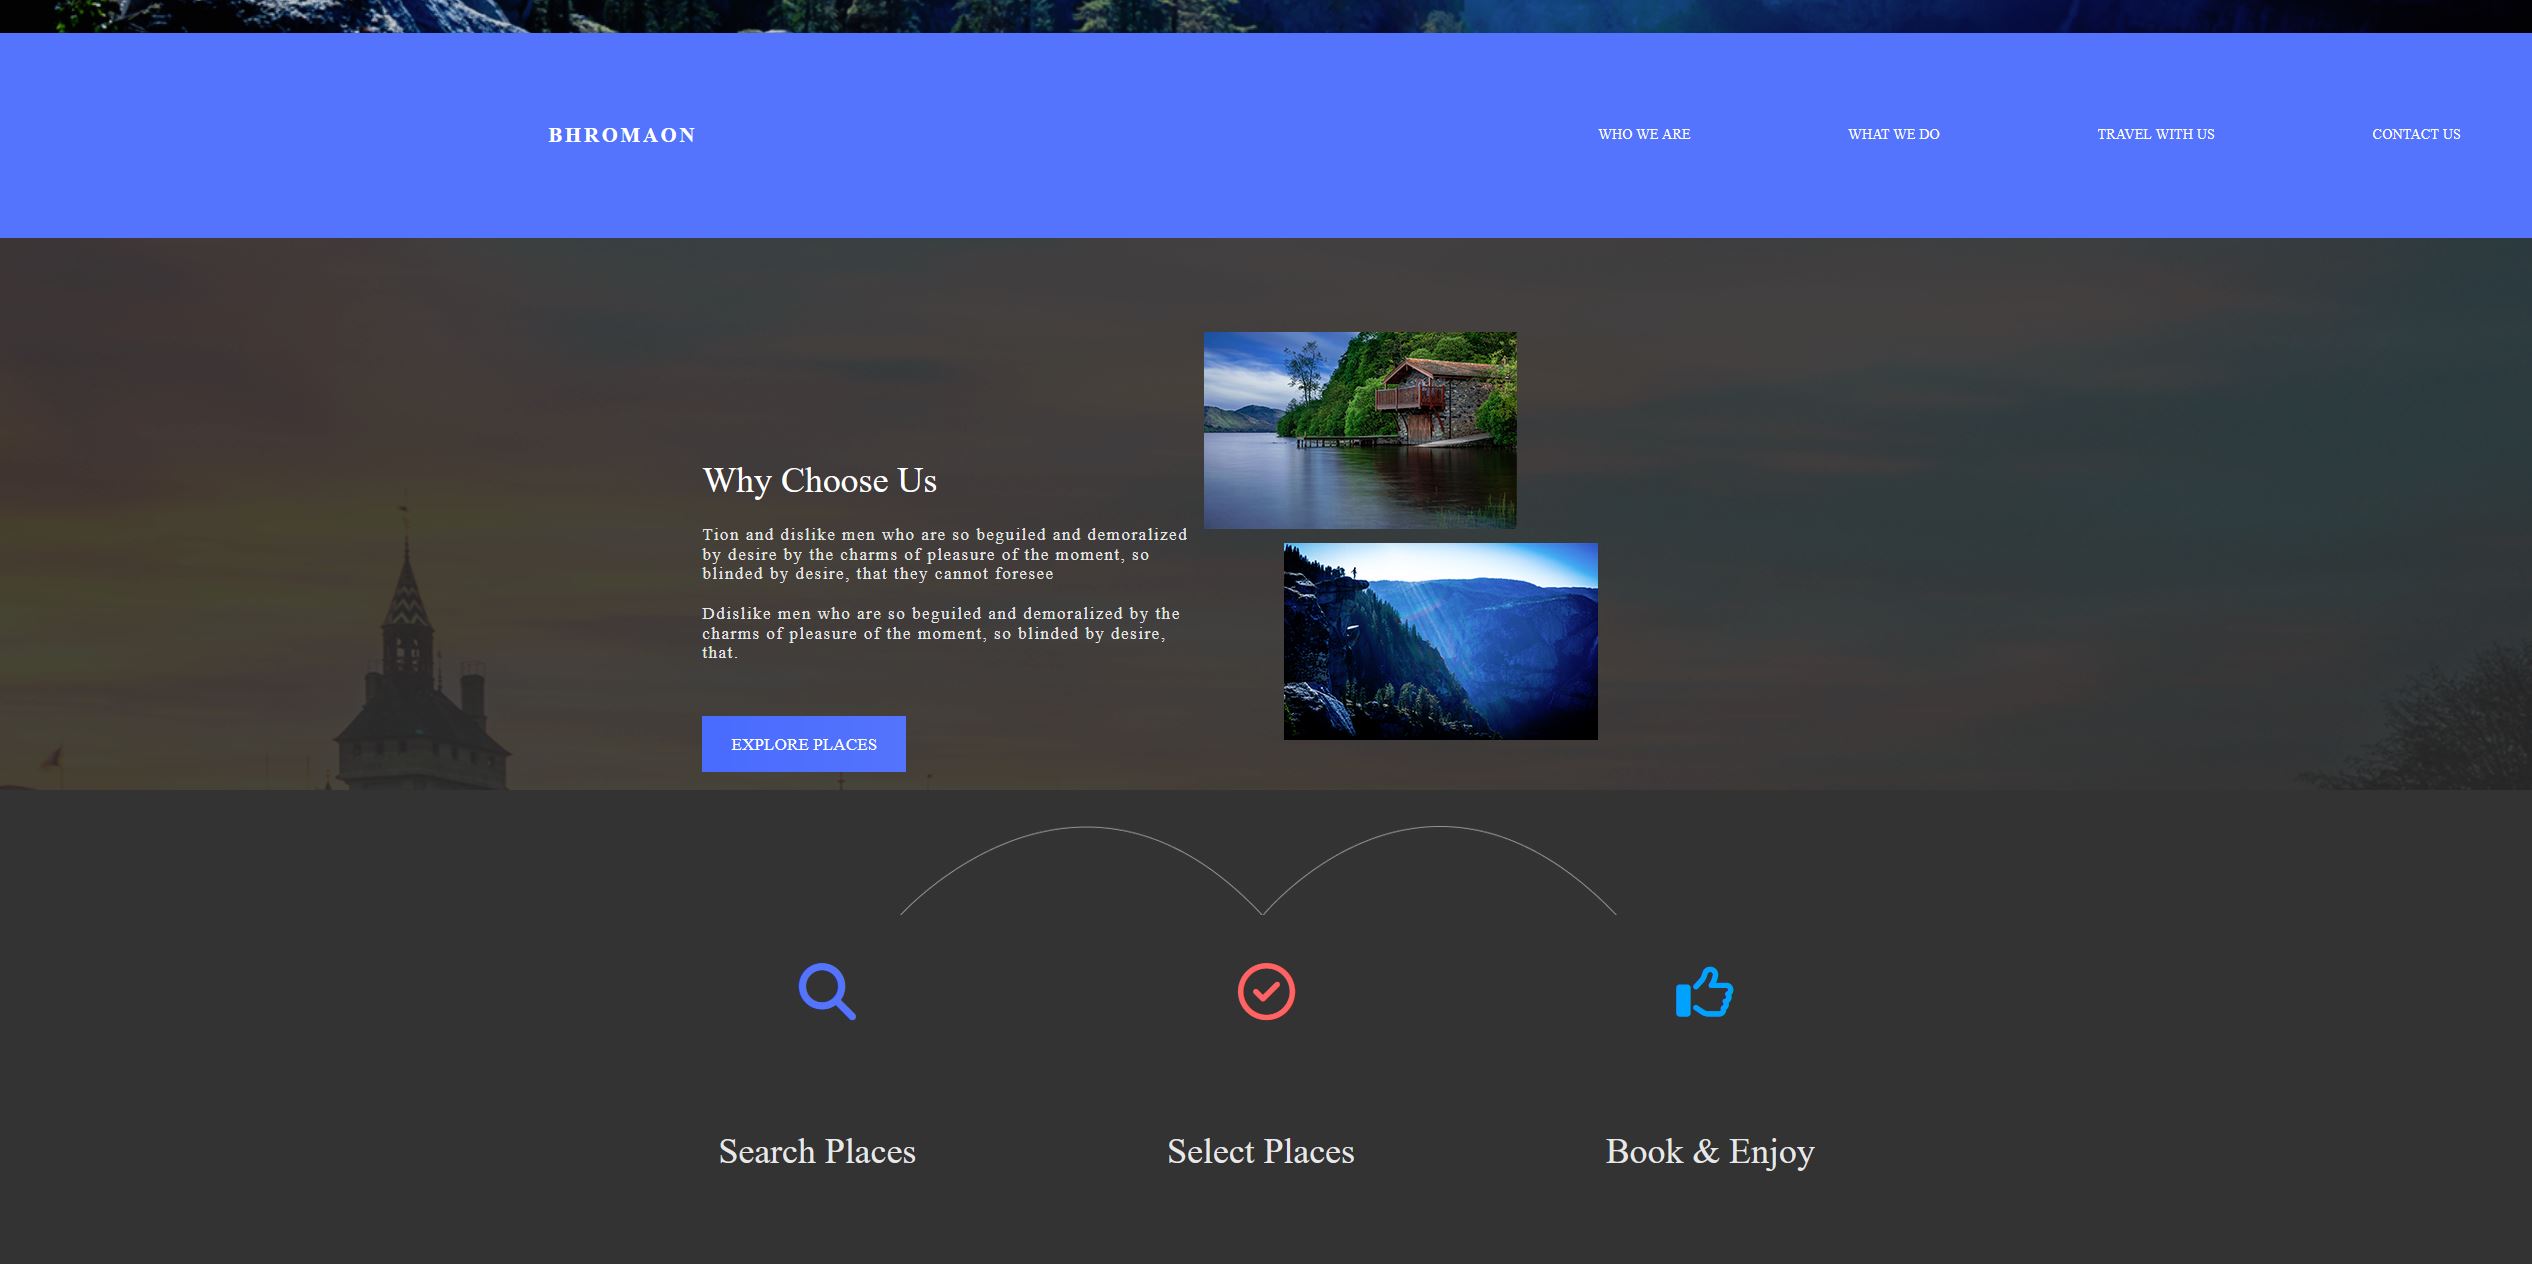 BHROMAON
WHO WE ARE
WHAT WE DO
TRAVEL WITH US
CONTACT US
Why Choose Us
Tion and dislike men who are so beguiled and demoralized
by desire by the charms of pleasure of the moment, so
blinded by desire, that they cannot foresee
Ddislike men who are so beguiled and demoralized by the
charms of pleasure of the moment, so blinded by desire,
that.
EXPLORE PLACES
Search Places
Select Places
Book & Enjoy